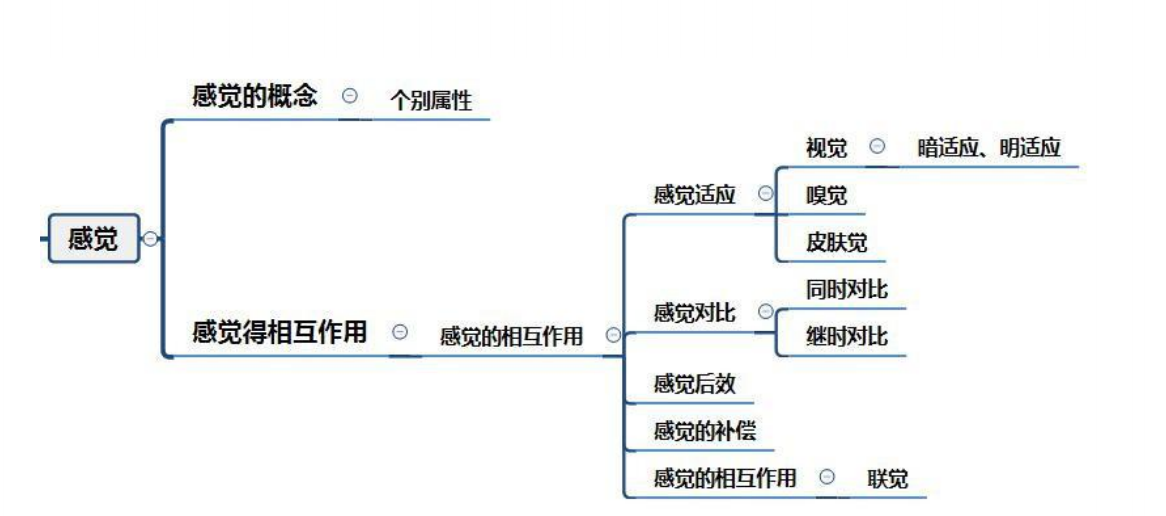 感觉
感觉的概念
个别属性
感觉得相互作用
感觉的相互作用
感觉适应
视觉
暗适应、明适应
嗅觉
皮肤觉
感觉对比
同时对比
继时对比
感觉后效
感觉的补偿
感觉的相互作用
联觉